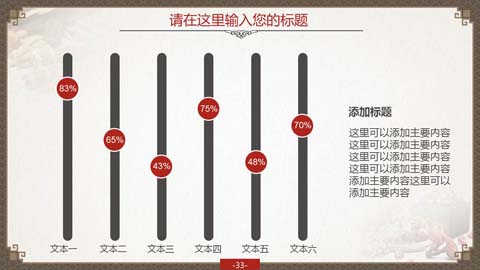 请在这里输入您的标题
83%
65%
43%
75%
48%
70%
文本一
文本二
文本三
文本四
文本五
文本六
添加标题
这里可以添加主要内容
这里可以添加主要内容
这里可以添加主要内容
这里可以添加主要内容
添加主要内容这里可以
添加主要内容
-33-